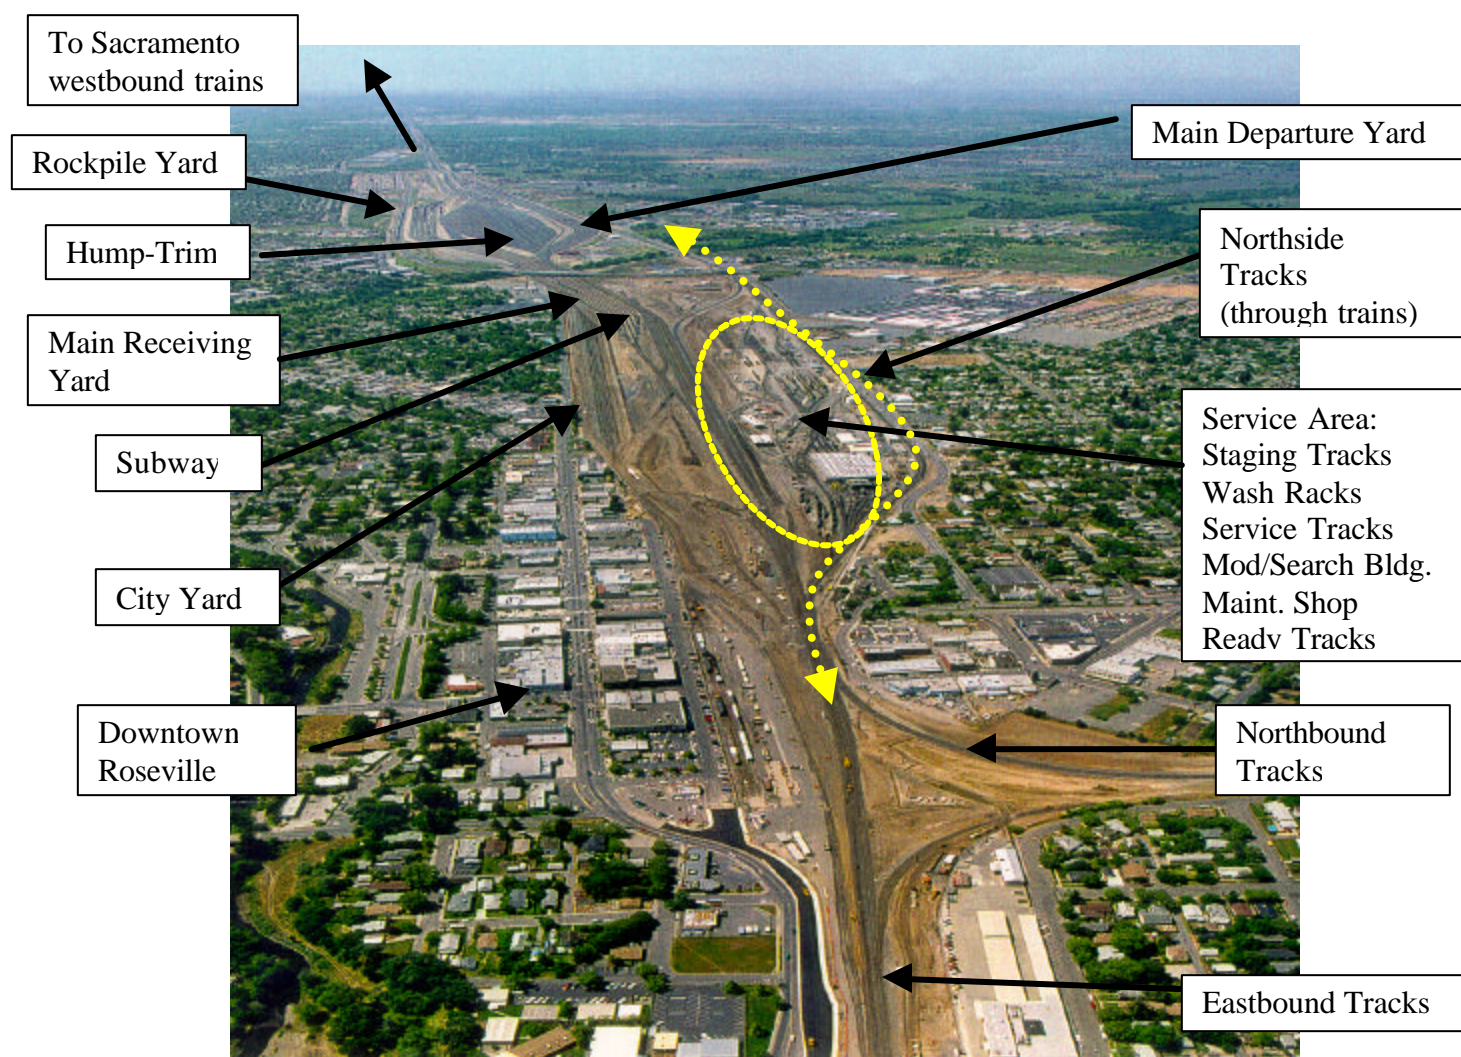 To Sacramento
westbound trains
Rockpile Yard
Hump-Trim
Main Receiving
Yard
Subway
City Yard
Downtown
Roseville
Main Departure Yard
Northside
Tracks
(through trains)
Service Area:
Staging Tracks
Wash Racks
Service Tracks
Mod/Search Bldg.
Maint. Shop
Ready Tracks
Northbound
Tracks
Eastbound Tracks